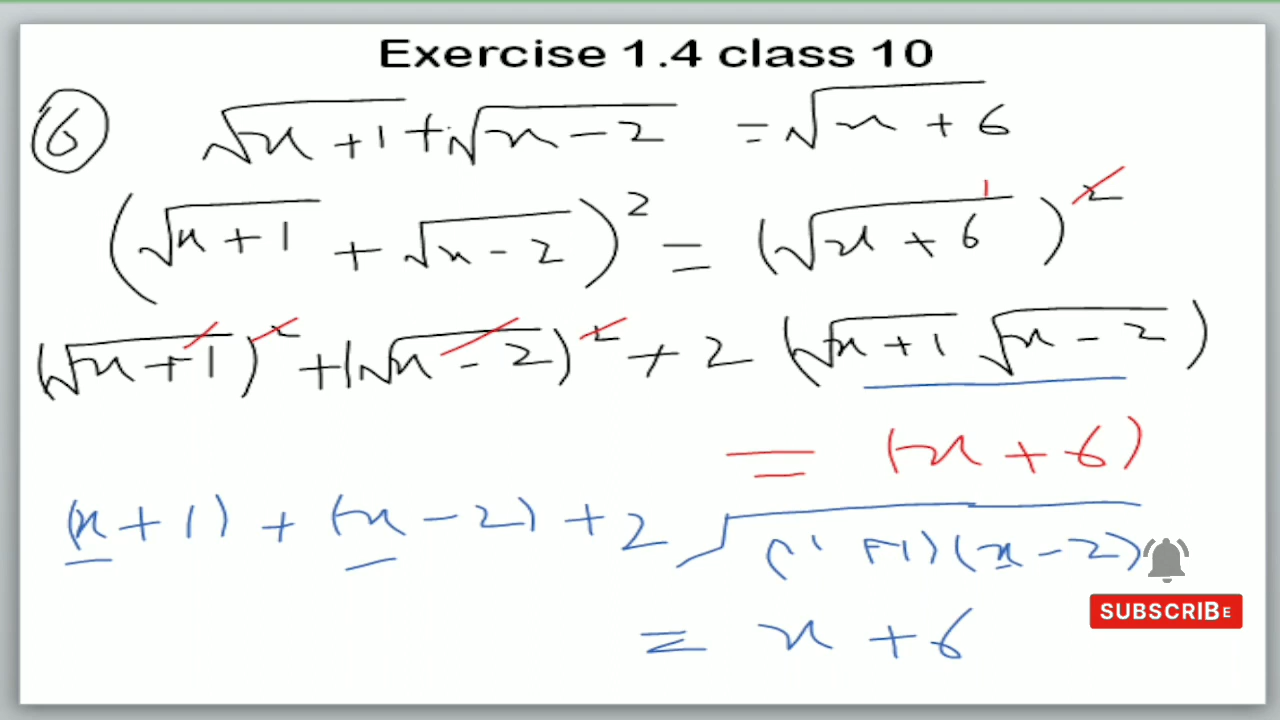 Exercise 1.4 class 10
⑥ √(x+1) + √(x-2) = √(x+6)
(√(x+1) + √(x-2))² = (√(x+6))² 1
(√(x+1))² + (√(x-2))² + 2(√(x+1) √(x-2))
= (x+6)
(x+1) + (x-2) + 2√(( +1)(x-2))
SUBSCRIBE
= x+6